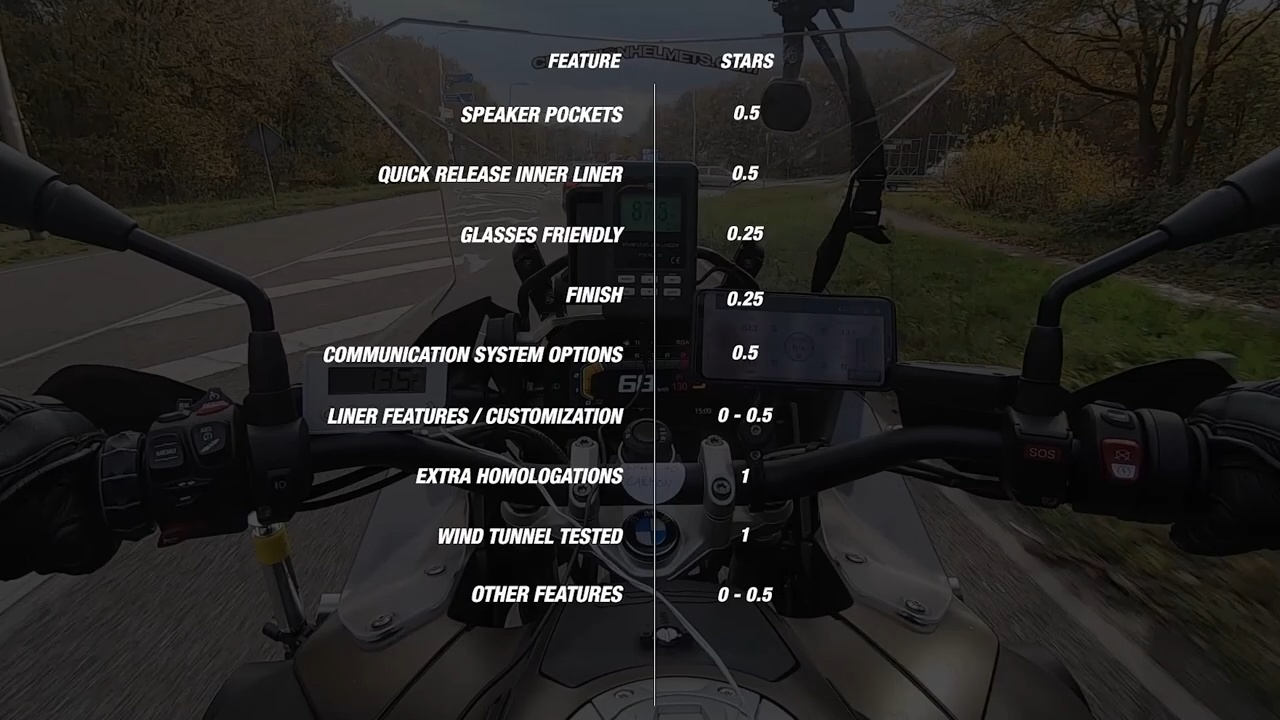 FEATURE STARS
SPEAKER POCKETS 0.5
QUICK RELEASE INNER LINER 0.5
GLASSES FRIENDLY 0.25
FINISH 0.25
COMMUNICATION SYSTEM OPTIONS 0.5
LINER FEATURES / CUSTOMIZATION 0 - 0.5
EXTRA HOMOLOGATIONS 1
WIND TUNNEL TESTED 1
OTHER FEATURES 0 - 0.5
SOS
MENU